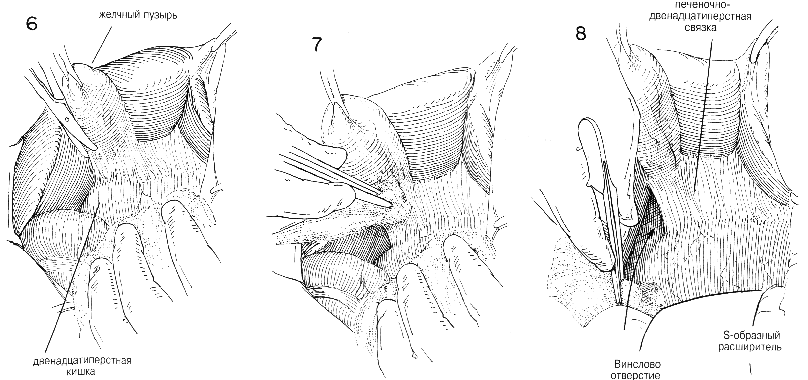 6
желчный пузырь
двенадцатиперстная
кишка
7
8
печеночно-
двенадцатиперстная
связка
Винслово
отверстие
S-образный
расширитель